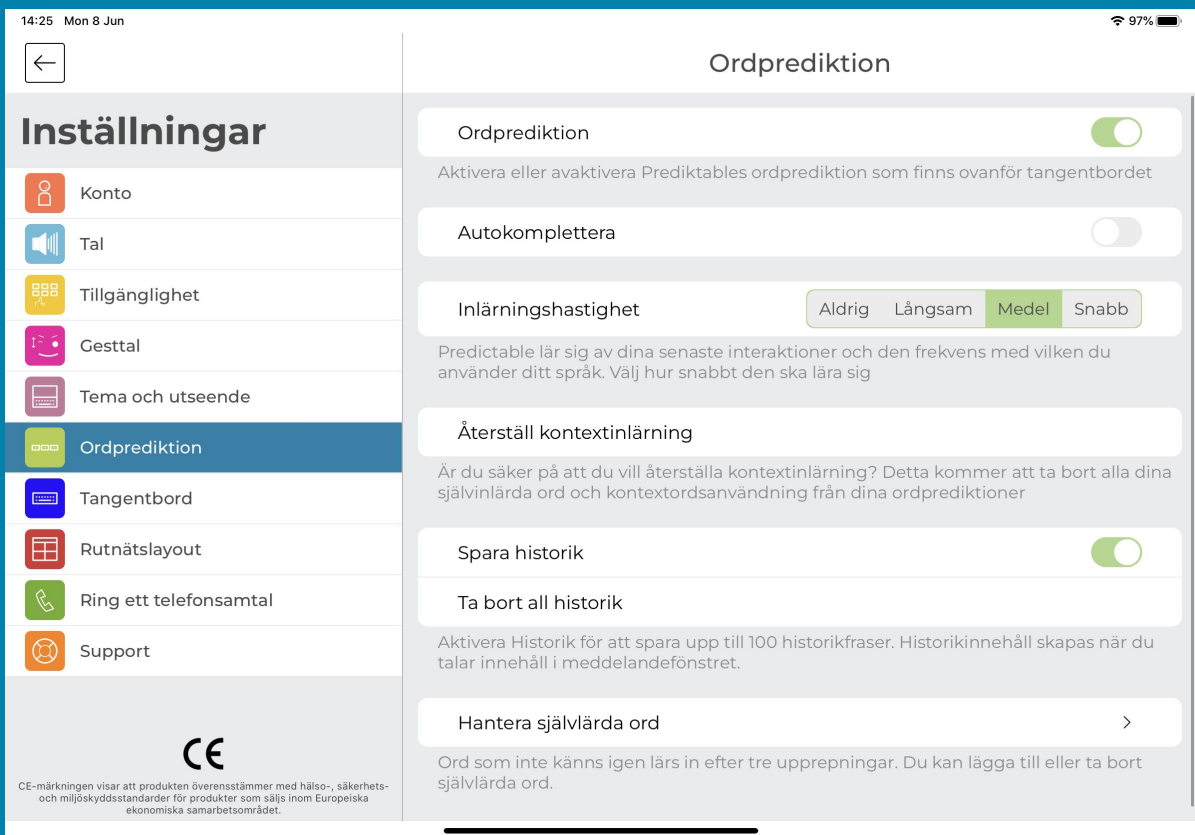 14:25 Mon 8 Jun
97%
Inställningar
Konto
Tal
Tillgänglighet
Gesttal
Tema och utseende
Ordprediktion
Tangentbord
Rutnätslayout
Ring ett telefonsamtal
Support
CE
CE-märkningen visar att produkten överensstämmer med hälso-, säkerhets-
och miljöskyddsstandarder för produkter som säljs inom Europeiska
ekonomiska samarbetsområdet.
Ordprediktion
Ordprediktion
Aktivera eller avaktivera Prediktables ordprediktion som finns ovanför tangentbordet
Autokomplettera
Inlärningshastighet Aldrig Långsam Medel Snabb
Predictable lär sig av dina senaste interaktioner och den frekvens med vilken du
använder ditt språk. Välj hur snabbt den ska lära sig
Återställ kontextinlärning
Är du säker på att du vill återställa kontextinlärning? Detta kommer att ta bort alla dina
självinlärda ord och kontextordsanvändning från dina ordprediktioner
Spara historik
Ta bort all historik
Aktivera Historik för att spara upp till 100 historikfraser. Historikinnehåll skapas när du
talar innehåll i meddelandefönstret.
Hantera självlärda ord
Ord som inte känns igen lärs in efter tre upprepningar. Du kan lägga till eller ta bort
självlärda ord.